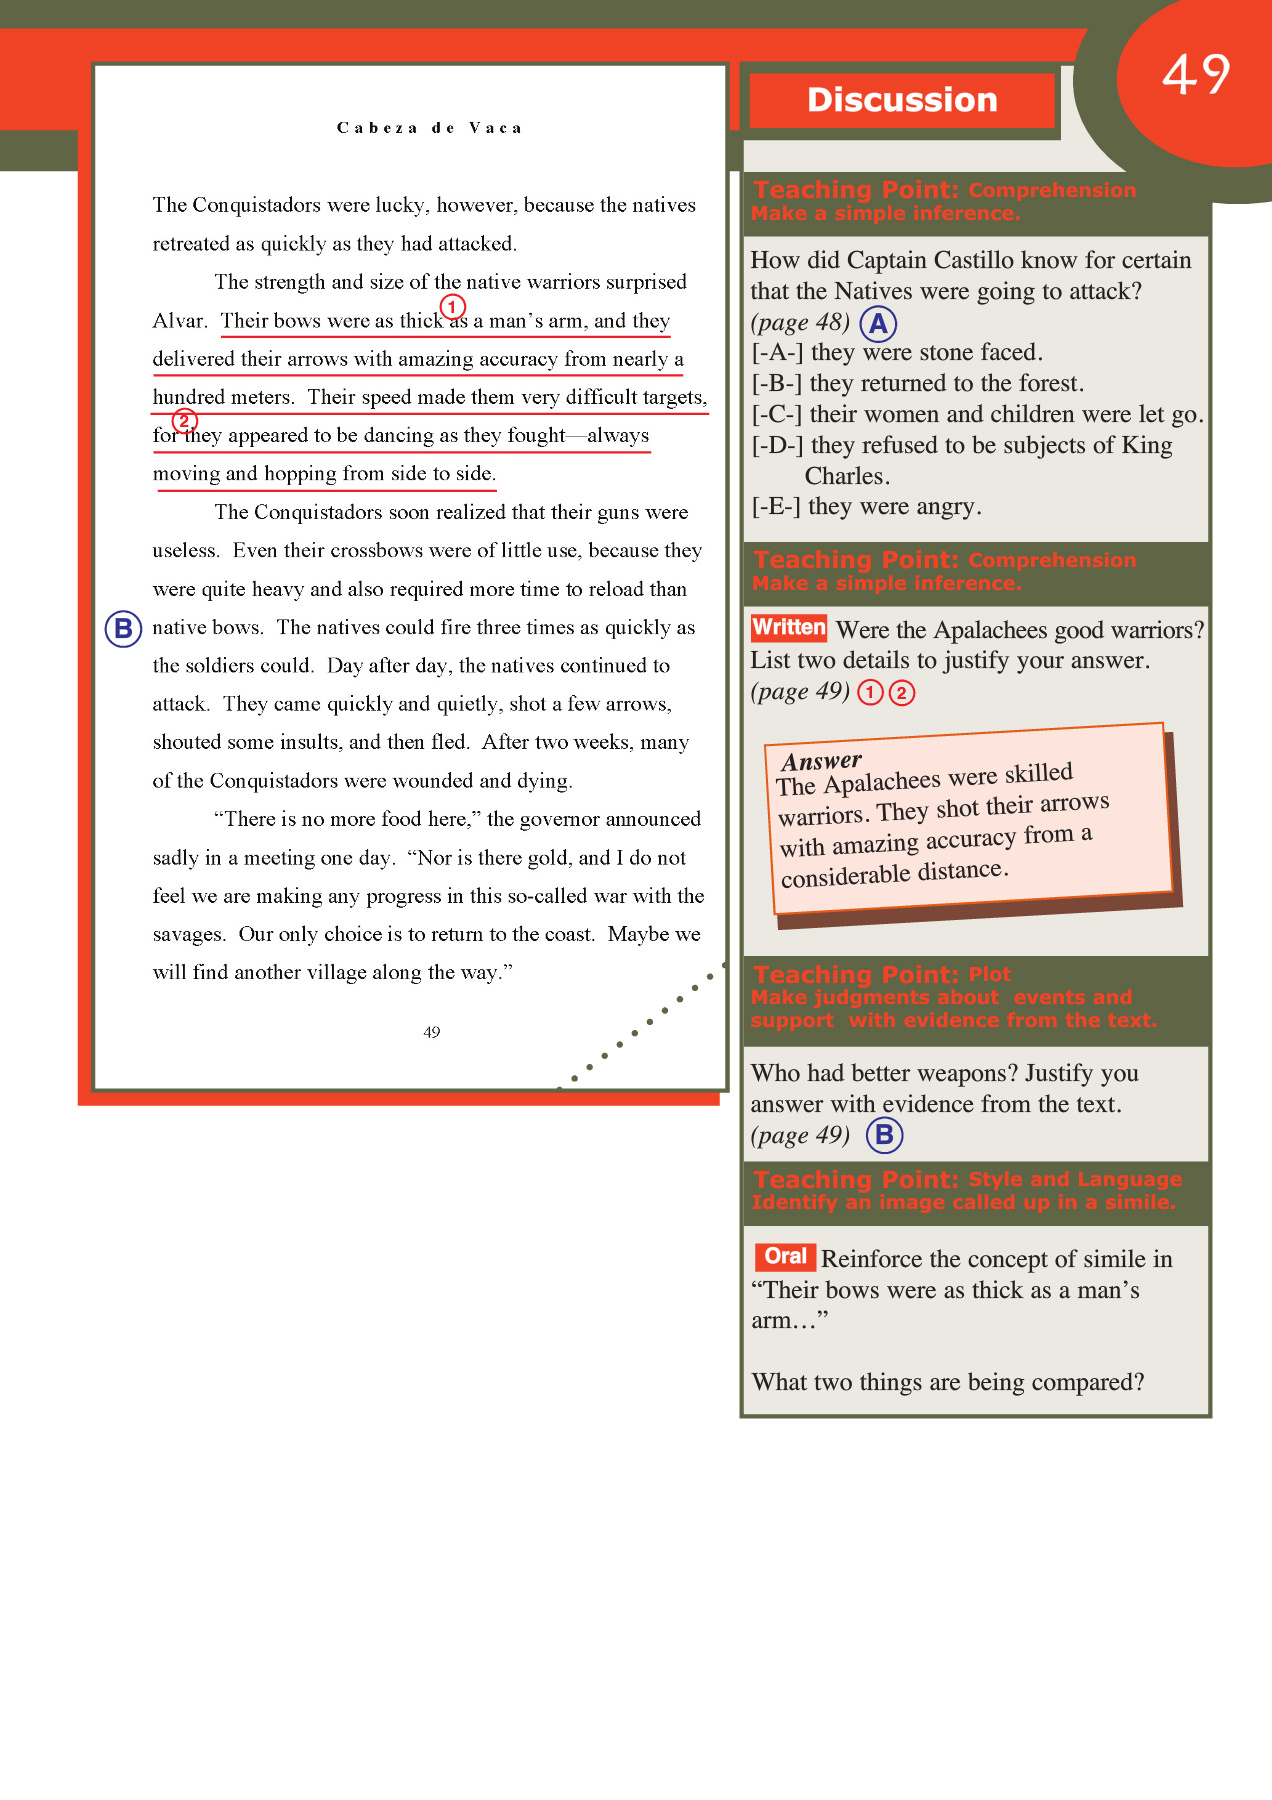 49
Cabeza de Vaca
The Conquistadors were lucky, however, because the natives
retreated as quickly as they had attacked.
The strength and size of the native warriors surprised
1
Alvar. Their bows were as thick as a man's arm, and they
delivered their arrows with amazing accuracy from nearly a
hundred meters. Their speed made them very difficult targets,
2
for they appeared to be dancing as they fought—always
moving and hopping from side to side.
The Conquistadors soon realized that their guns were
useless. Even their crossbows were of little use, because they
were quite heavy and also required more time to reload than
B native bows. The natives could fire three times as quickly as
the soldiers could. Day after day, the natives continued to
attack. They came quickly and quietly, shot a few arrows,
shouted some insults, and then fled. After two weeks, many
of the Conquistadors were wounded and dying.
“There is no more food here,” the governor announced
sadly in a meeting one day. “Nor is there gold, and I do not
feel we are making any progress in this so-called war with the
savages. Our only choice is to return to the coast. Maybe we
will find another village along the way.”
49
Discussion
Teaching Point: Comprehension
Make a simple inference.
How did Captain Castillo know for certain
that the Natives were going to attack?
(page 48) A
[-A-] they were stone faced.
[-B-] they returned to the forest.
[-C-] their women and children were let go.
[-D-] they refused to be subjects of King
Charles.
[-E-] they were angry.
Teaching Point: Comprehension
Make a simple inference.
Written Were the Apalachees good warriors?
List two details to justify your answer.
(page 49) 1 2
Answer
The Apalachees were skilled
warriors. They shot their arrows
with amazing accuracy from a
considerable distance.
Teaching Point: Plot
Make judgments about events and
support with evidence from the text.
Who had better weapons? Justify you
answer with evidence from the text.
(page 49) B
Teaching Point: Style and Language
Identify an image called up in a simile.
Oral Reinforce the concept of simile in
“Their bows were as thick as a man's
arm…”
What two things are being compared?